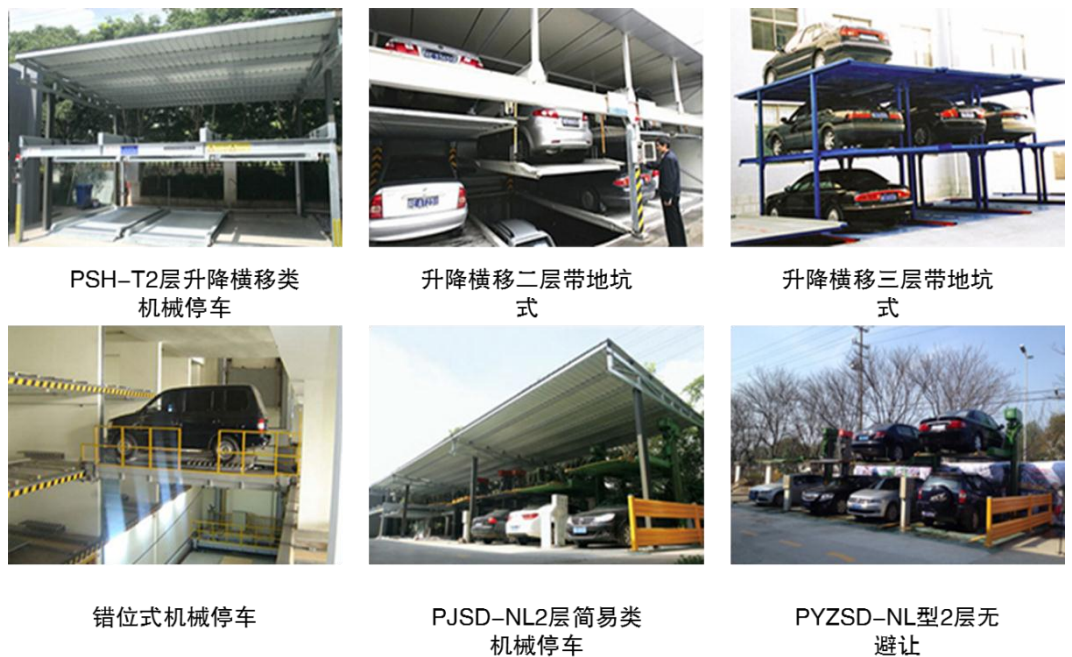 PSH-T2层升降横移类
机械停车
升降横移二层带地坑
式
升降横移三层带地坑
式
错位式机械停车
PJSD-NL2层简易类
机械停车
PYZSD-NL型2层无
避让